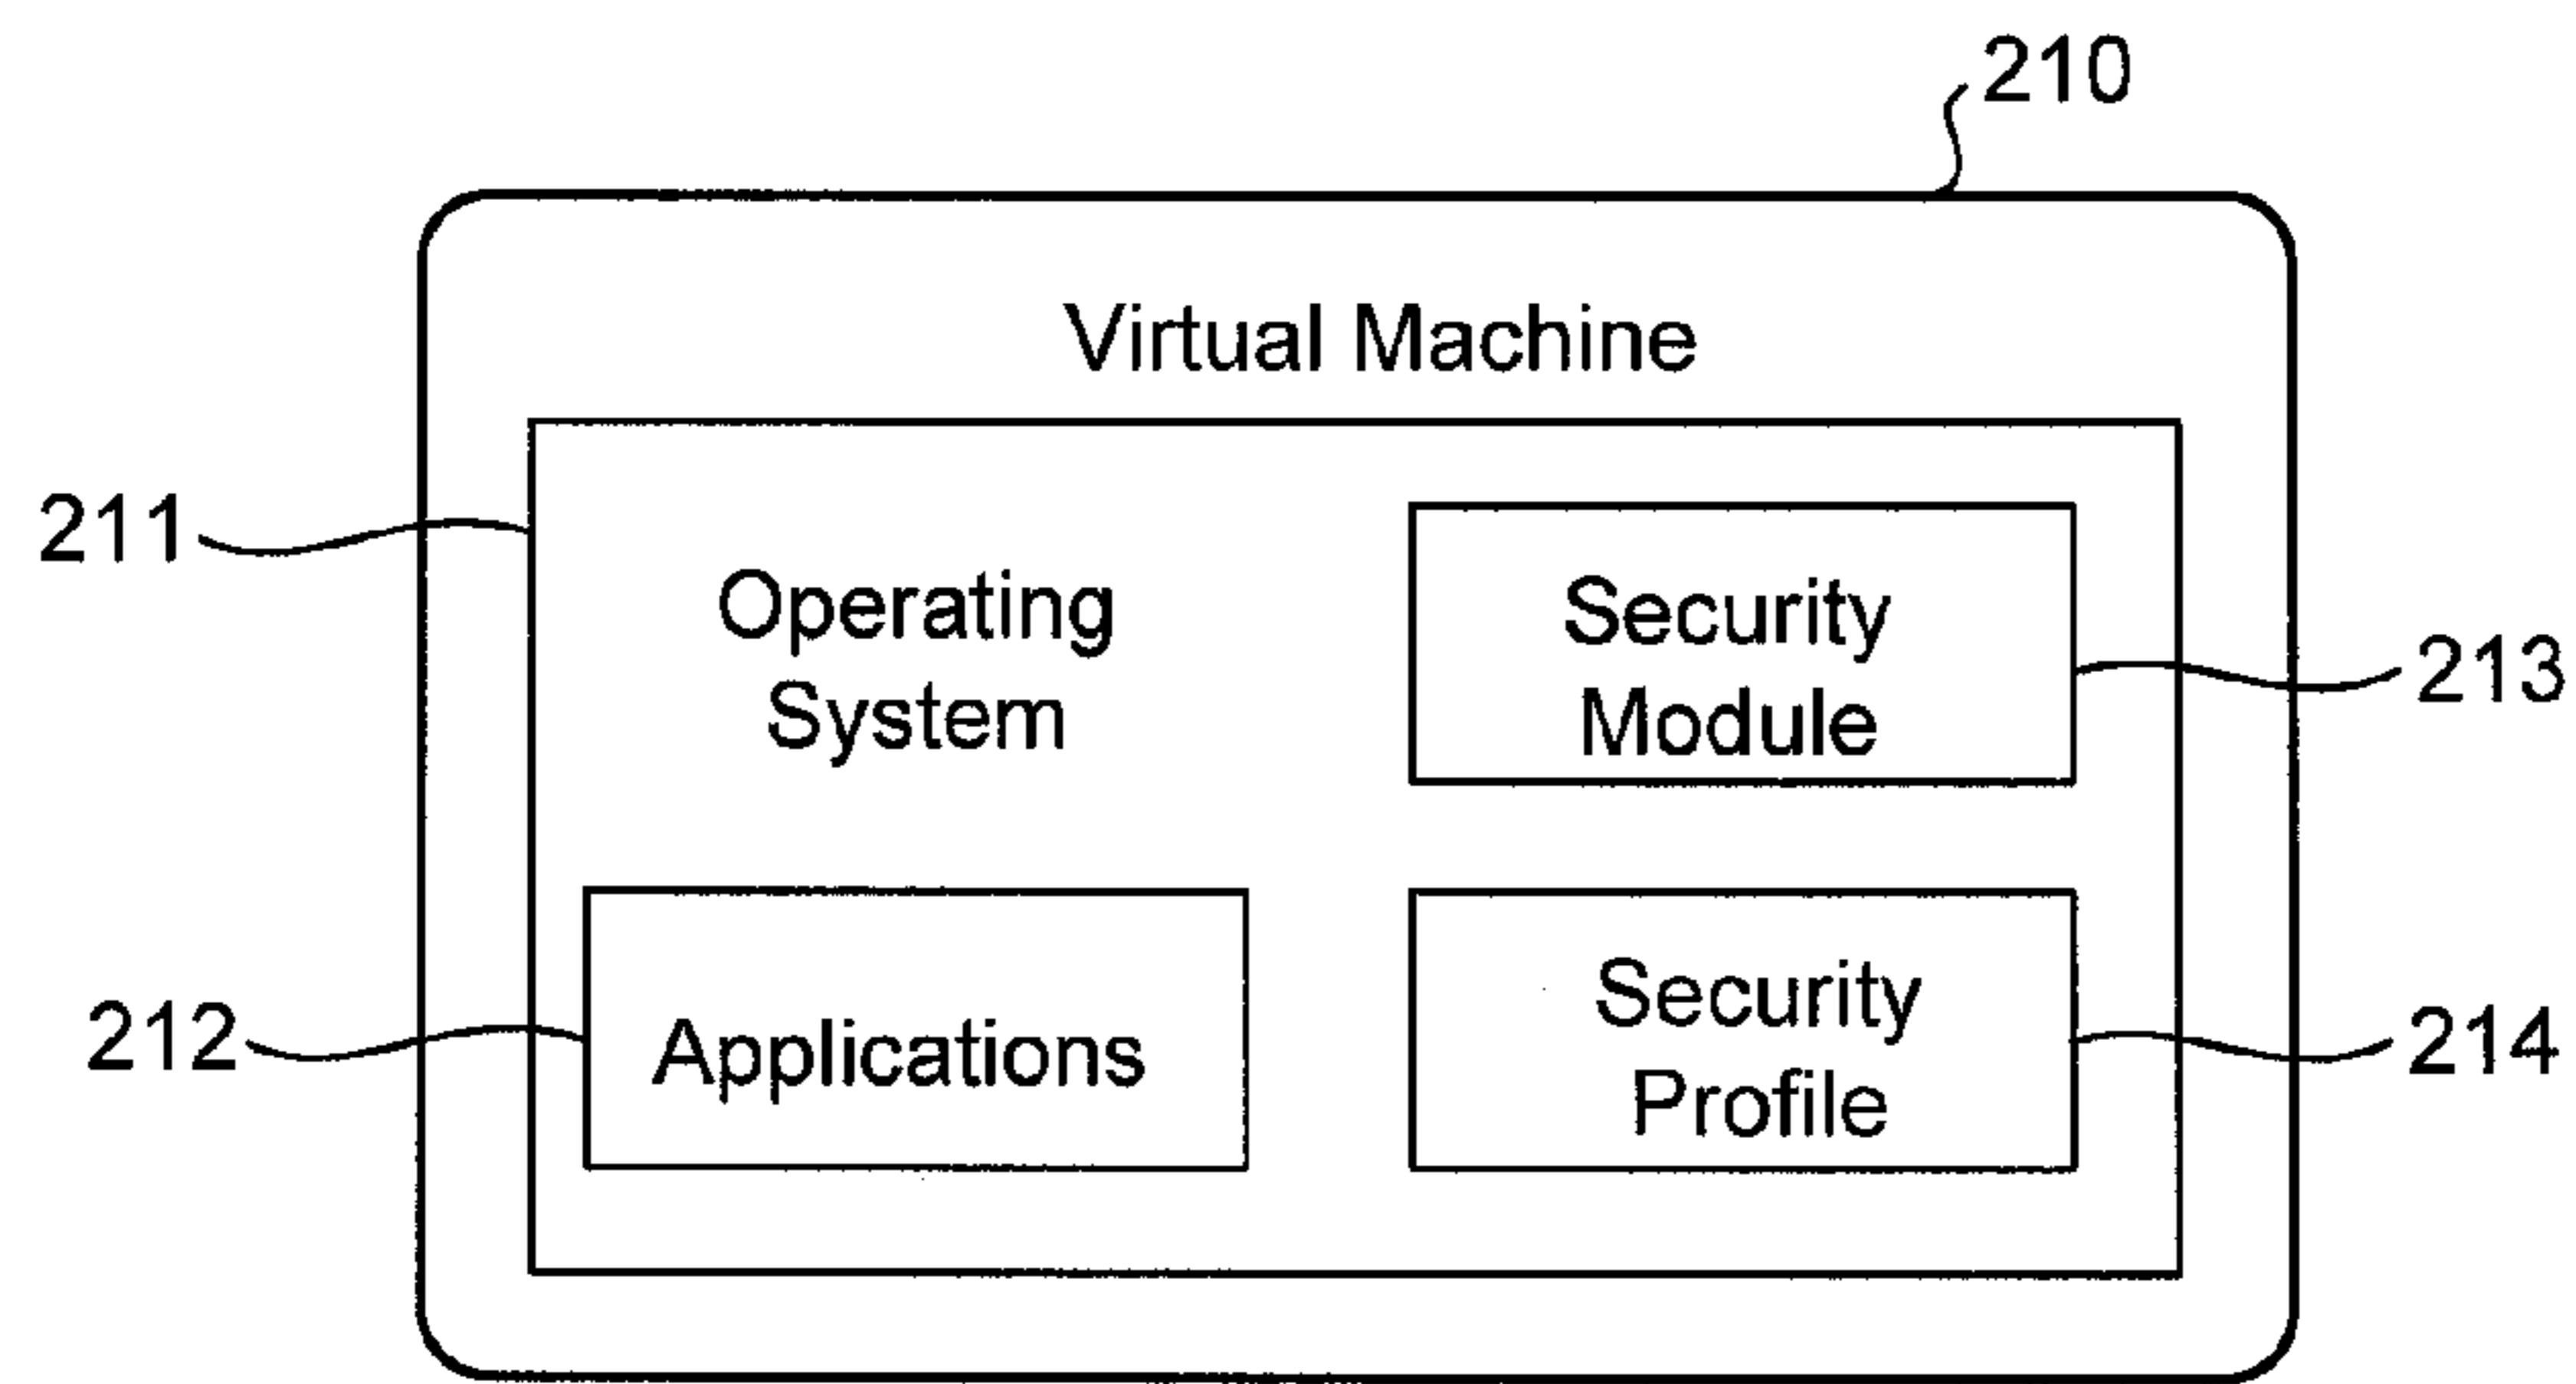 210
Virtual Machine
211
Operating
System
Security
Module
213
212
Applications
Security
Profile
214